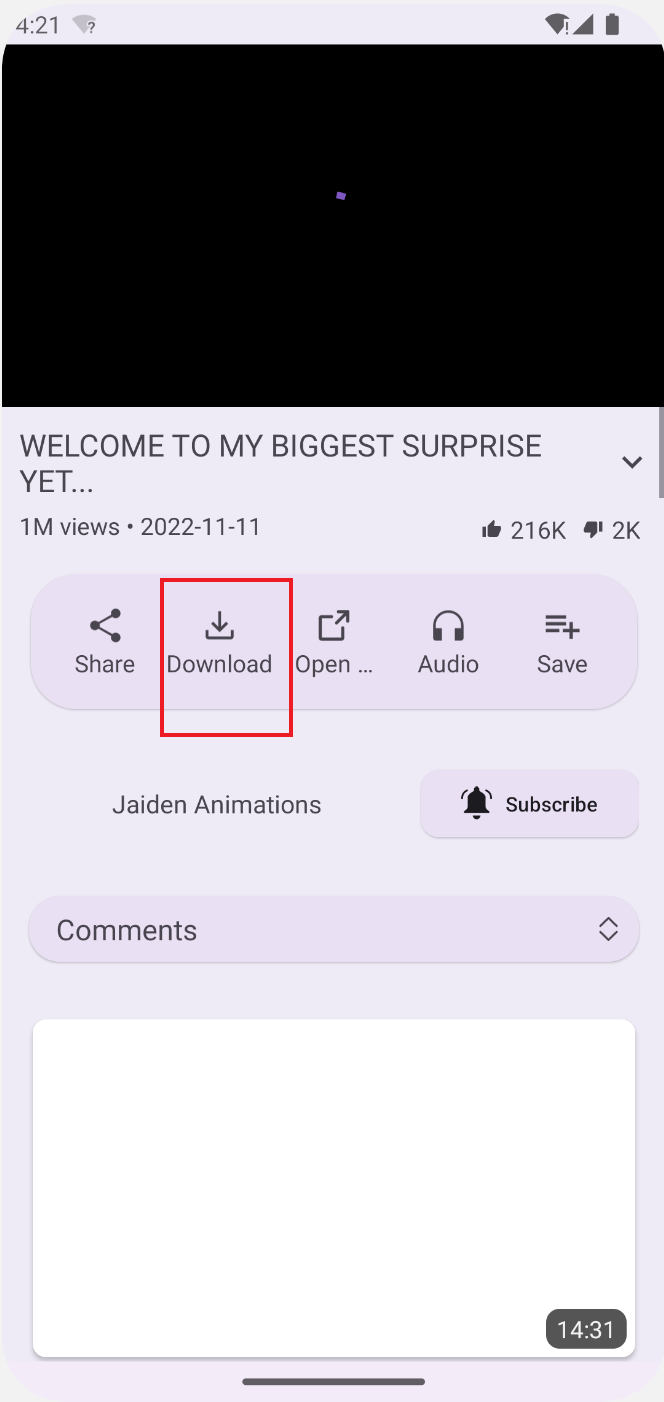 4:21
WELCOME TO MY BIGGEST SURPRISE
YET...
1M views • 2022-11-11
216K
2K
Share
Download
Open ...
Audio
Save
Jaiden Animations
Subscribe
Comments
14:31